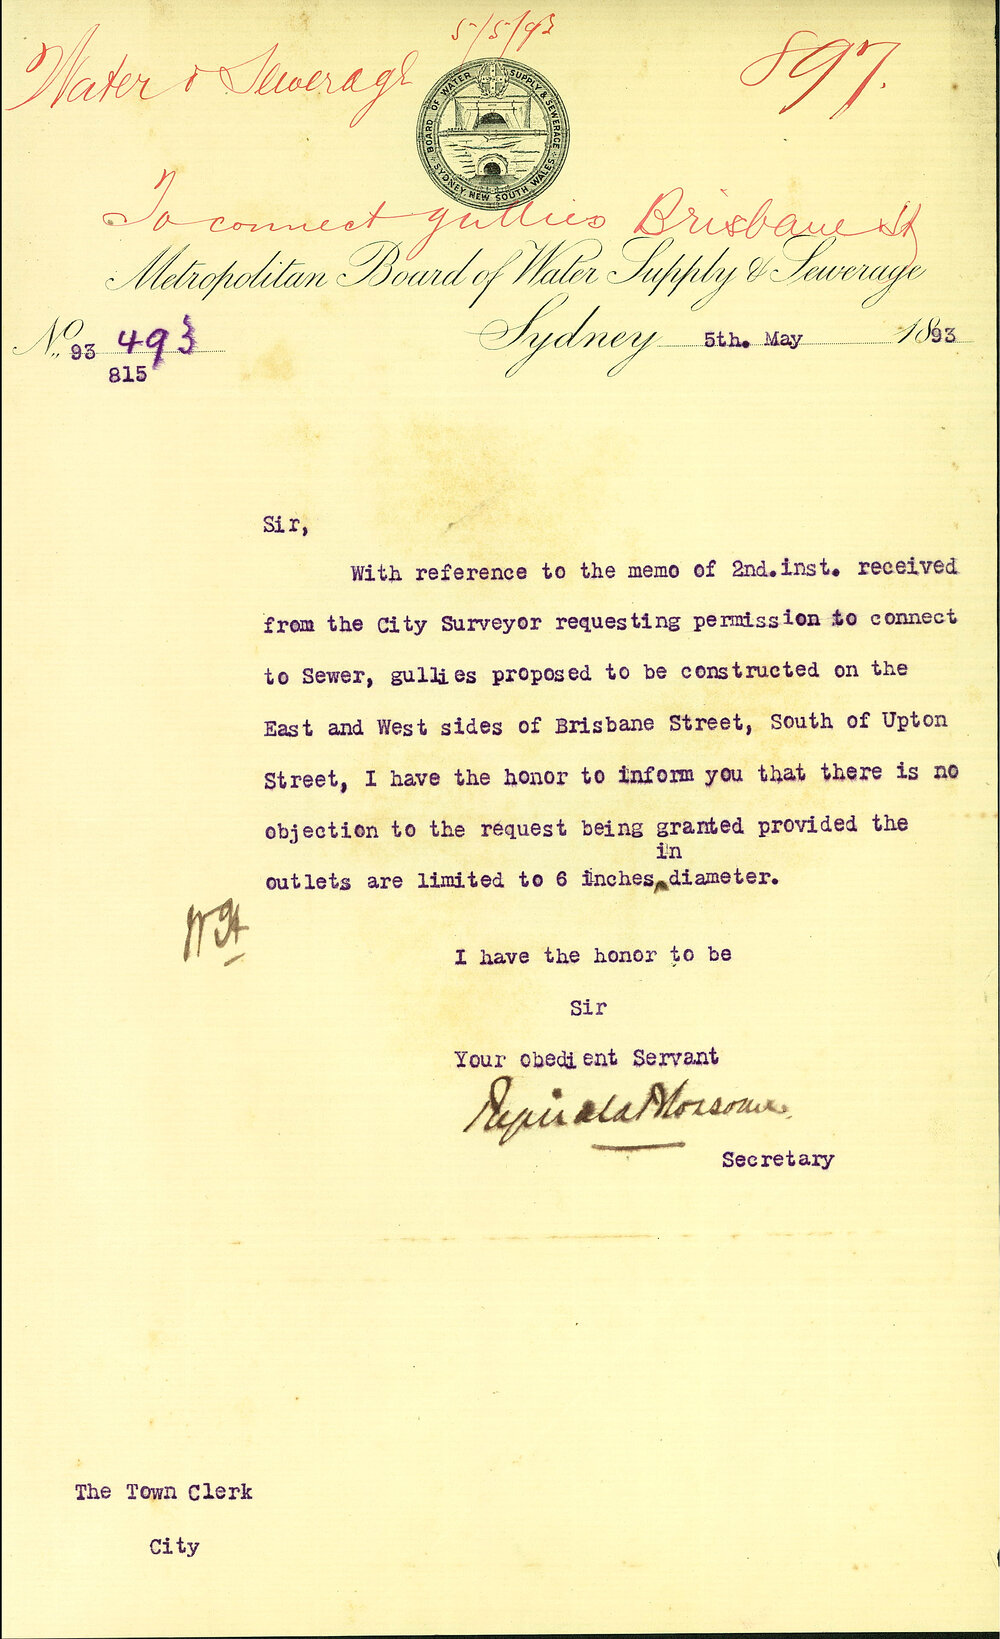 5/5/93
Water & Sewerage
897.
BOARD OF WATER SUPPLY & SEWERAGE
SYDNEY, NEW SOUTH WALES
To connect gullies Brisbane St
Metropolitan Board of Water Supply & Sewerage
No. 93 493
815
Sydney 5th. May 1893
Sir,
With reference to the memo of 2nd.inst. received
from the City Surveyor requesting permission to connect
to Sewer, gullies proposed to be constructed on the
East and West sides of Brisbane Street, South of Upton
Street, I have the honor to inform you that there is no
objection to the request being granted provided the
in
outlets are limited to 6 inches diameter.
I have the honor to be
Sir
Your obedient Servant
Secretary
The Town Clerk
City